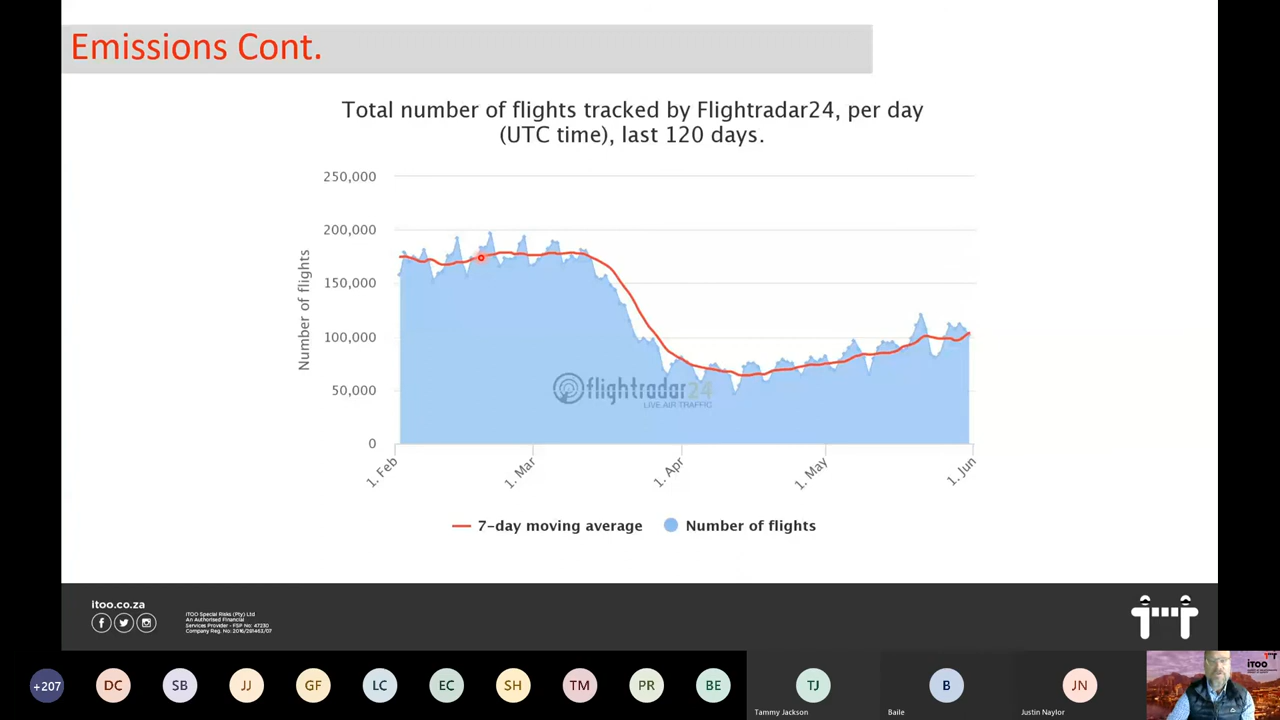 Emissions Cont.
Total number of flights tracked by Flightradar24, per day
(UTC time), last 120 days.
250,000
200,000
150,000
100,000
50,000
0
Number of flights
flightradar24
LIVE AIR TRAFFIC
1. Feb
1. Mar
1. Apr
1. May
1. Jun
7-day moving average
Number of flights
itoo.co.za
iTOO Special Risks (Pty) Ltd
An Authorised Financial
Services Provider - FSP No: 47230
Company Reg. No: 2016/281463/07
+207
DC
SB
JJ
GF
LC
EC
SH
TM
PR
BE
TJ
Tammy Jackson
B
Baile
JN
Justin Naylor
itoo